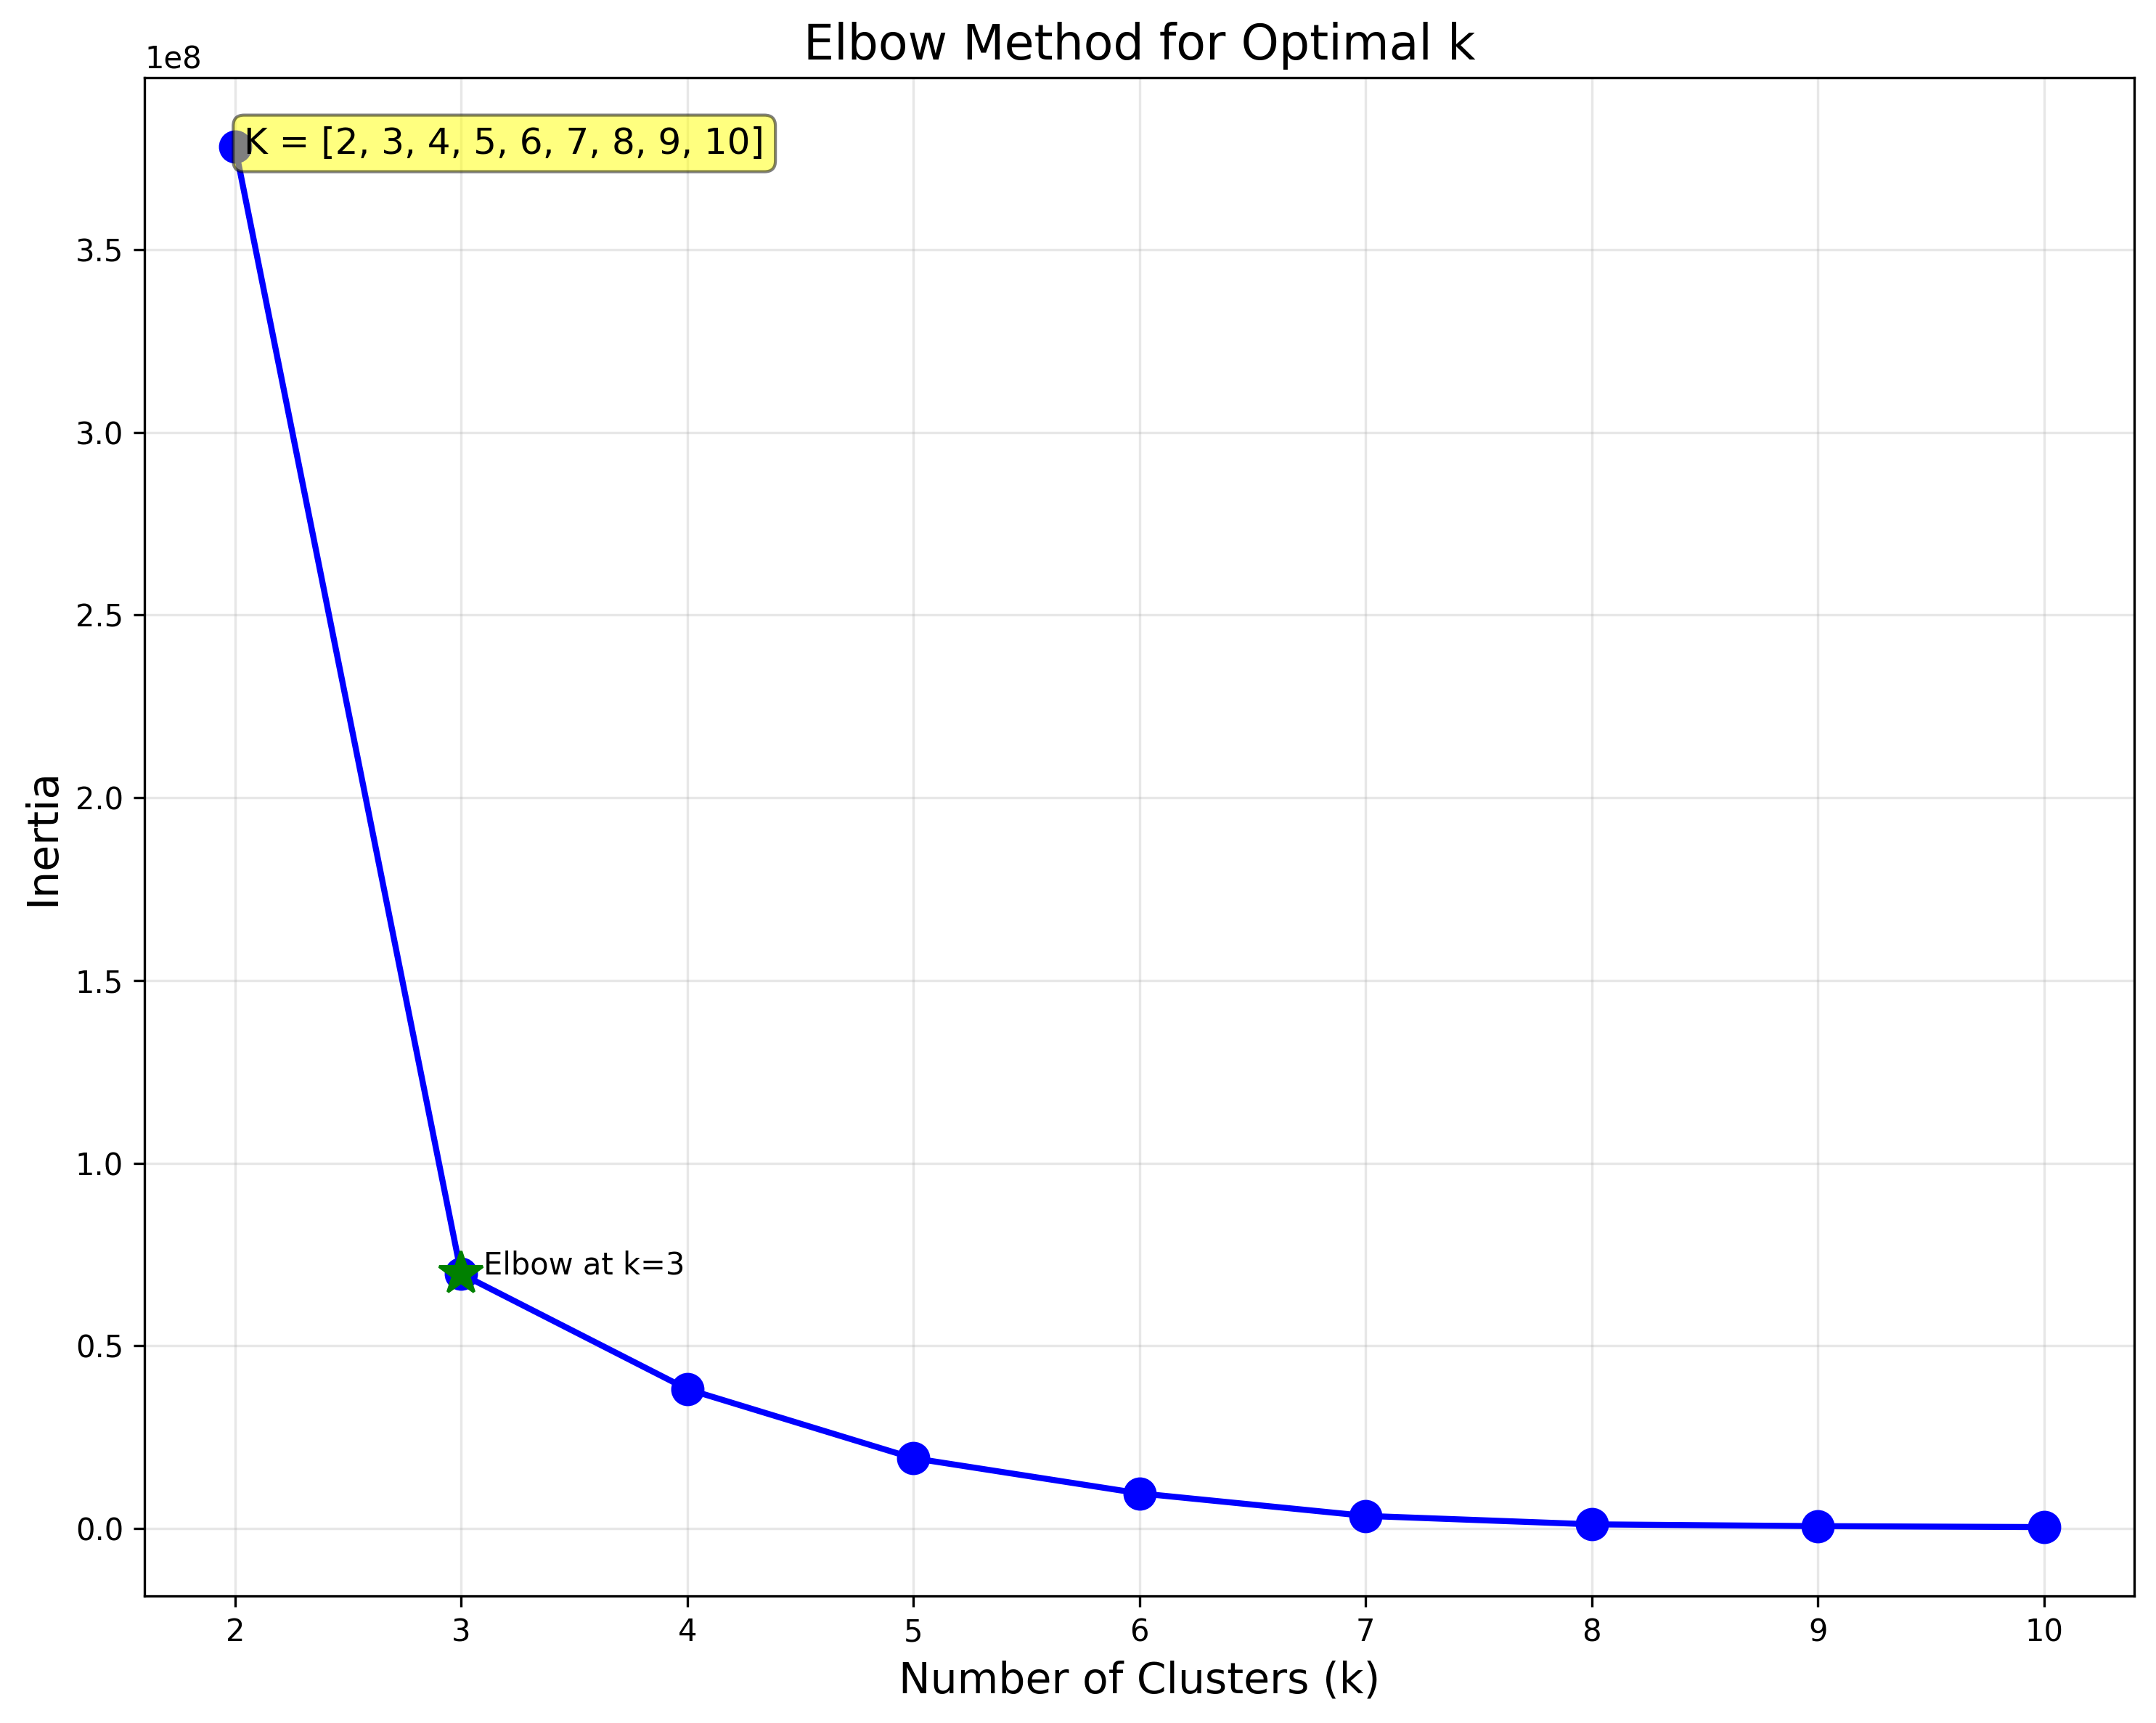 Elbow Method for Optimal k
1e8
K = [2, 3, 4, 5, 6, 7, 8, 9, 10]
3.5
3.0
2.5
2.0
1.5
1.0
0.5
0.0
Inertia
Elbow at k=3
2 3 4 5 6 7 8 9 10
Number of Clusters (k)